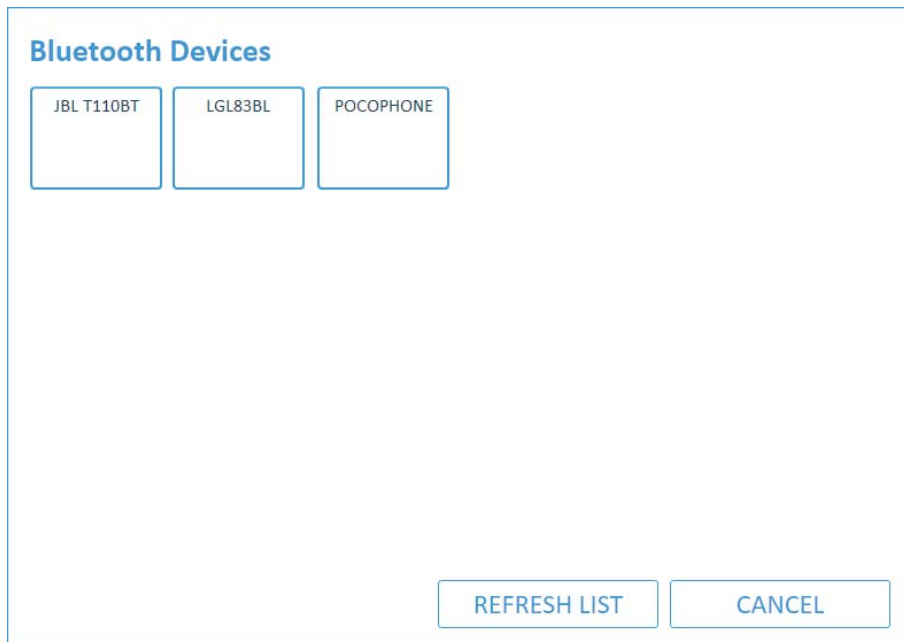 Bluetooth Devices
JBL T110BT LGL83BL POCOPHONE
REFRESH LIST CANCEL